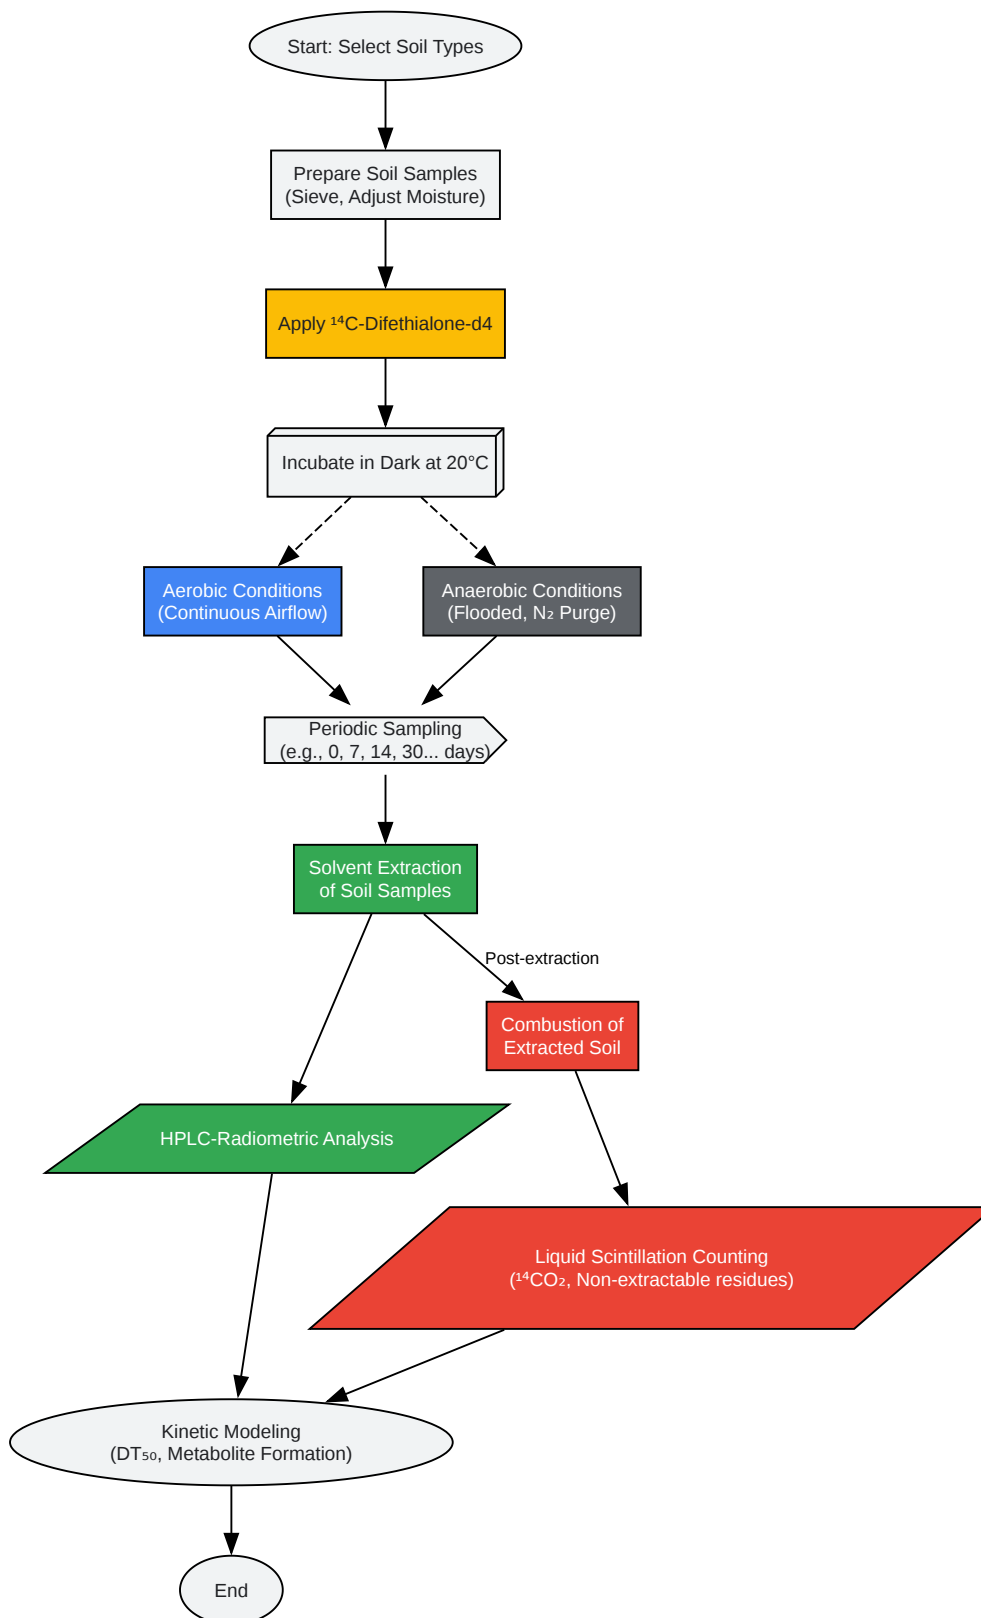 Start: Select Soil Types
Prepare Soil Samples
(Sieve, Adjust Moisture)
Apply ¹⁴C-Difethialone-d4
Incubate in Dark at 20°C
Aerobic Conditions
(Continuous Airflow)
Anaerobic Conditions
(Flooded, N₂ Purge)
Periodic Sampling
(e.g., 0, 7, 14, 30... days)
Solvent Extraction
of Soil Samples
Post-extraction
Combustion of
Extracted Soil
HPLC-Radiometric Analysis
Liquid Scintillation Counting
(¹⁴CO₂, Non-extractable residues)
Kinetic Modeling
(DT₅₀, Metabolite Formation)
End